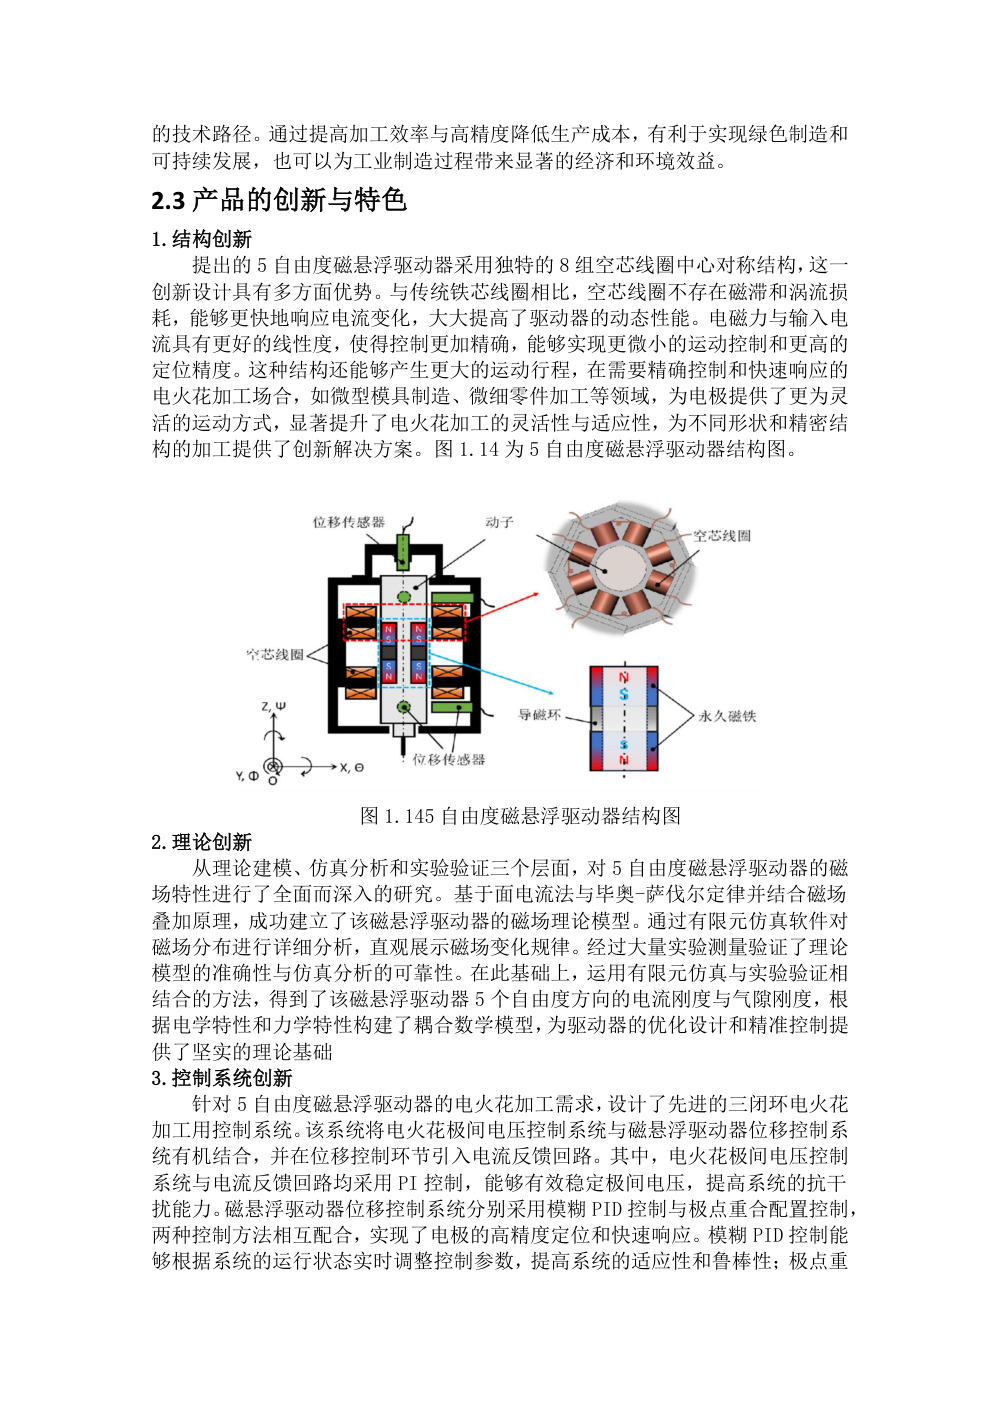 的技术路径。通过提高加工效率与高精度降低生产成本，有利于实现绿色制造和
可持续发展，也可以为工业制造过程带来显著的经济和环境效益。
2.3 产品的创新与特色
1.结构创新
提出的 5 自由度磁悬浮驱动器采用独特的 8 组空芯线圈中心对称结构，这一
创新设计具有多方面优势。与传统铁芯线圈相比，空芯线圈不存在磁滞和涡流损
耗，能够更快地响应电流变化，大大提高了驱动器的动态性能。电磁力与输入电
流具有更好的线性度，使得控制更加精确，能够实现更微小的运动控制和更高的
定位精度。这种结构还能够产生更大的运动行程，在需要精确控制和快速响应的
电火花加工场合，如微型模具制造、微细零件加工等领域，为电极提供了更为灵
活的运动方式，显著提升了电火花加工的灵活性与适应性，为不同形状和精密结
构的加工提供了创新解决方案。图 1.14 为 5 自由度磁悬浮驱动器结构图。
位移传感器
动子
空芯线圈
N
S
N
S
S
N
S
N
空芯线圈
N
S
S
N
导磁环
永久磁铁
位移传感器
Z, Ψ
X, Θ
Y, Φ
O
图 1.145 自由度磁悬浮驱动器结构图
2.理论创新
从理论建模、仿真分析和实验验证三个层面，对 5 自由度磁悬浮驱动器的磁
场特性进行了全面而深入的研究。基于面电流法与毕奥-萨伐尔定律并结合磁场
叠加原理，成功建立了该磁悬浮驱动器的磁场理论模型。通过有限元仿真软件对
磁场分布进行详细分析，直观展示磁场变化规律。经过大量实验测量验证了理论
模型的准确性与仿真分析的可靠性。在此基础上，运用有限元仿真与实验验证相
结合的方法，得到了该磁悬浮驱动器 5 个自由度方向的电流刚度与气隙刚度，根
据电学特性和力学特性构建了耦合数学模型，为驱动器的优化设计和精准控制提
供了坚实的理论基础
3.控制系统创新
针对 5 自由度磁悬浮驱动器的电火花加工需求，设计了先进的三闭环电火花
加工用控制系统。该系统将电火花极间电压控制系统与磁悬浮驱动器位移控制系
统有机结合，并在位移控制环节引入电流反馈回路。其中，电火花极间电压控制
系统与电流反馈回路均采用 PI 控制，能够有效稳定极间电压，提高系统的抗干
扰能力。磁悬浮驱动器位移控制系统分别采用模糊 PID 控制与极点重合配置控制，
两种控制方法相互配合，实现了电极的高精度定位和快速响应。模糊 PID 控制能
够根据系统的运行状态实时调整控制参数，提高系统的适应性和鲁棒性；极点重